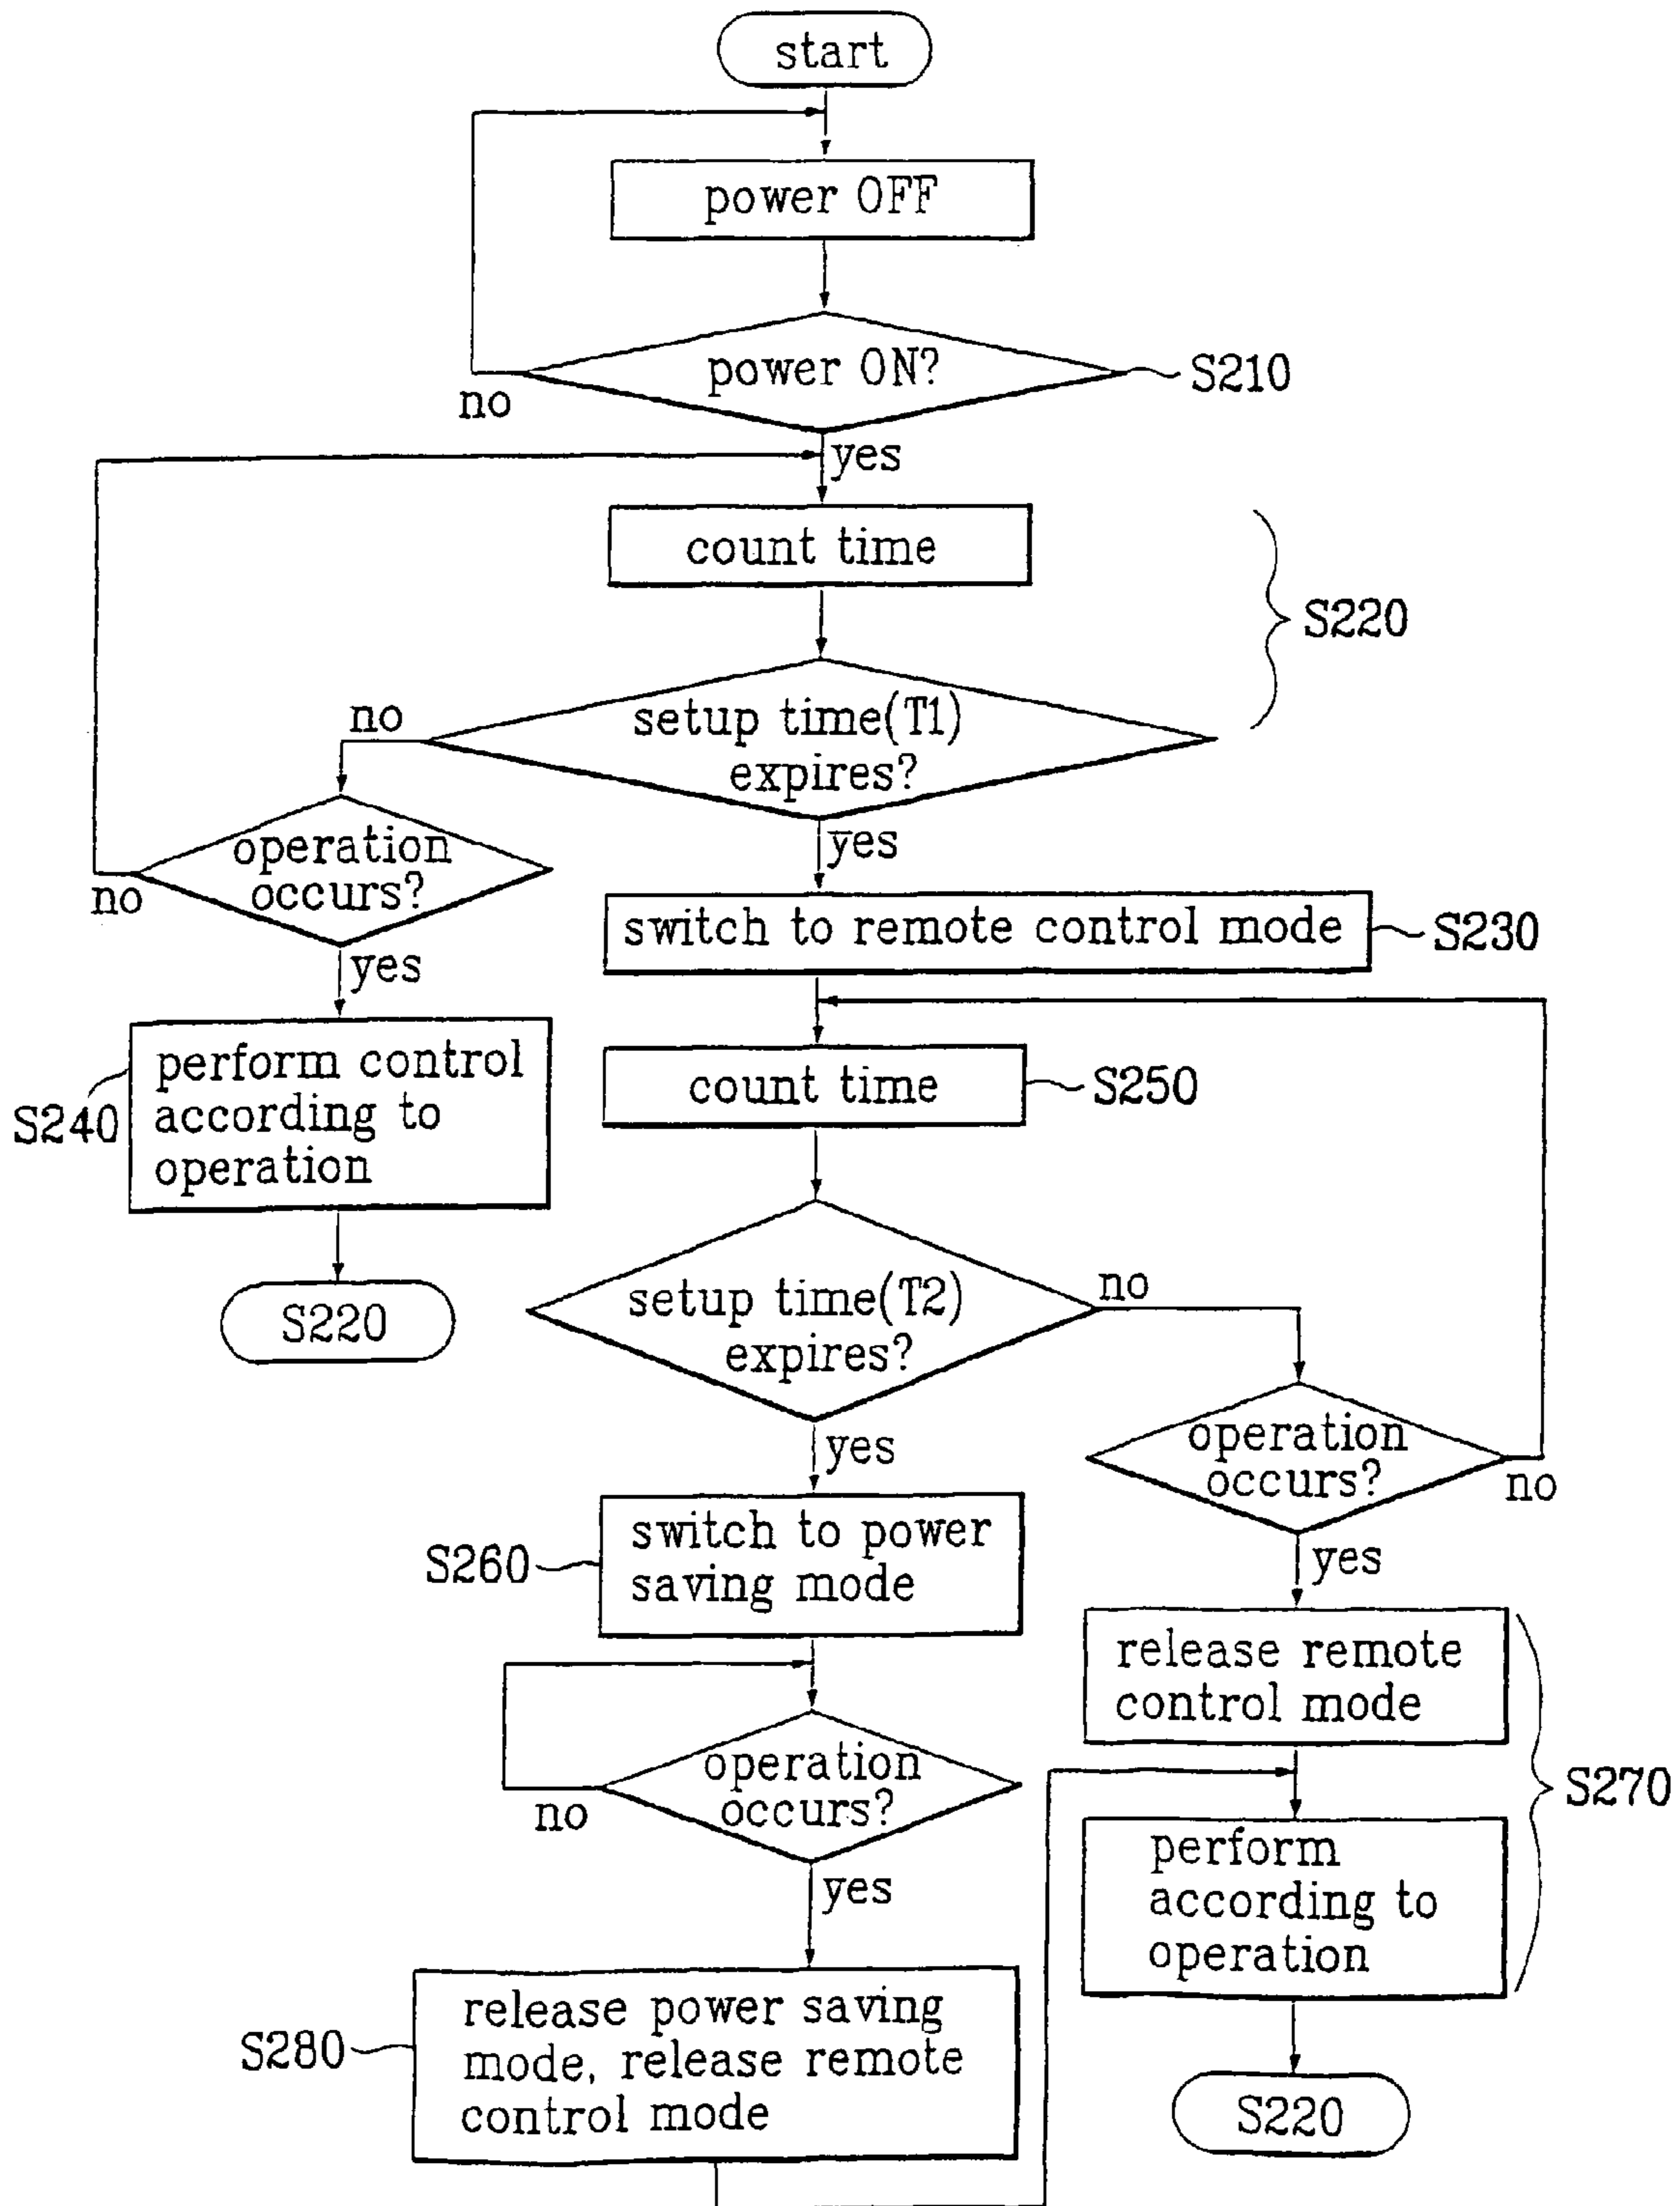 start
power OFF
power ON?
S210
no
yes
count time
S220
setup time(T1)
expires?
no
yes
operation
occurs?
no
yes
switch to remote control mode
S230
perform control
according to
operation
S240
S220
count time
S250
setup time(T2)
expires?
no
yes
operation
occurs?
no
yes
switch to power
saving mode
S260
release remote
control mode
S270
operation
occurs?
no
yes
perform
according to
operation
release power saving
mode, release remote
control mode
S280
S220